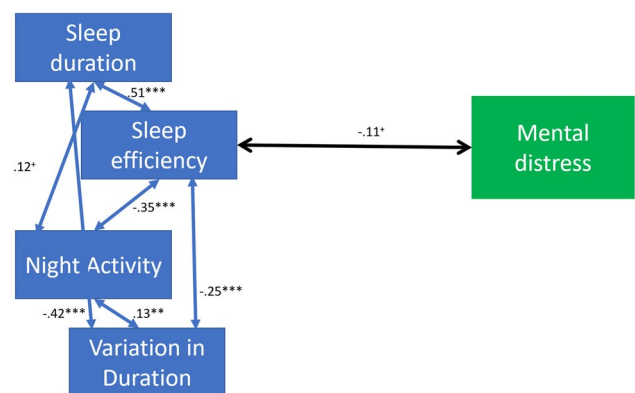 Sleep
duration
.51***
Sleep
efficiency
-.11⁺
Mental
distress
.12⁺
-.35***
Night Activity
-.25***
-.42***
.13**
Variation in
Duration